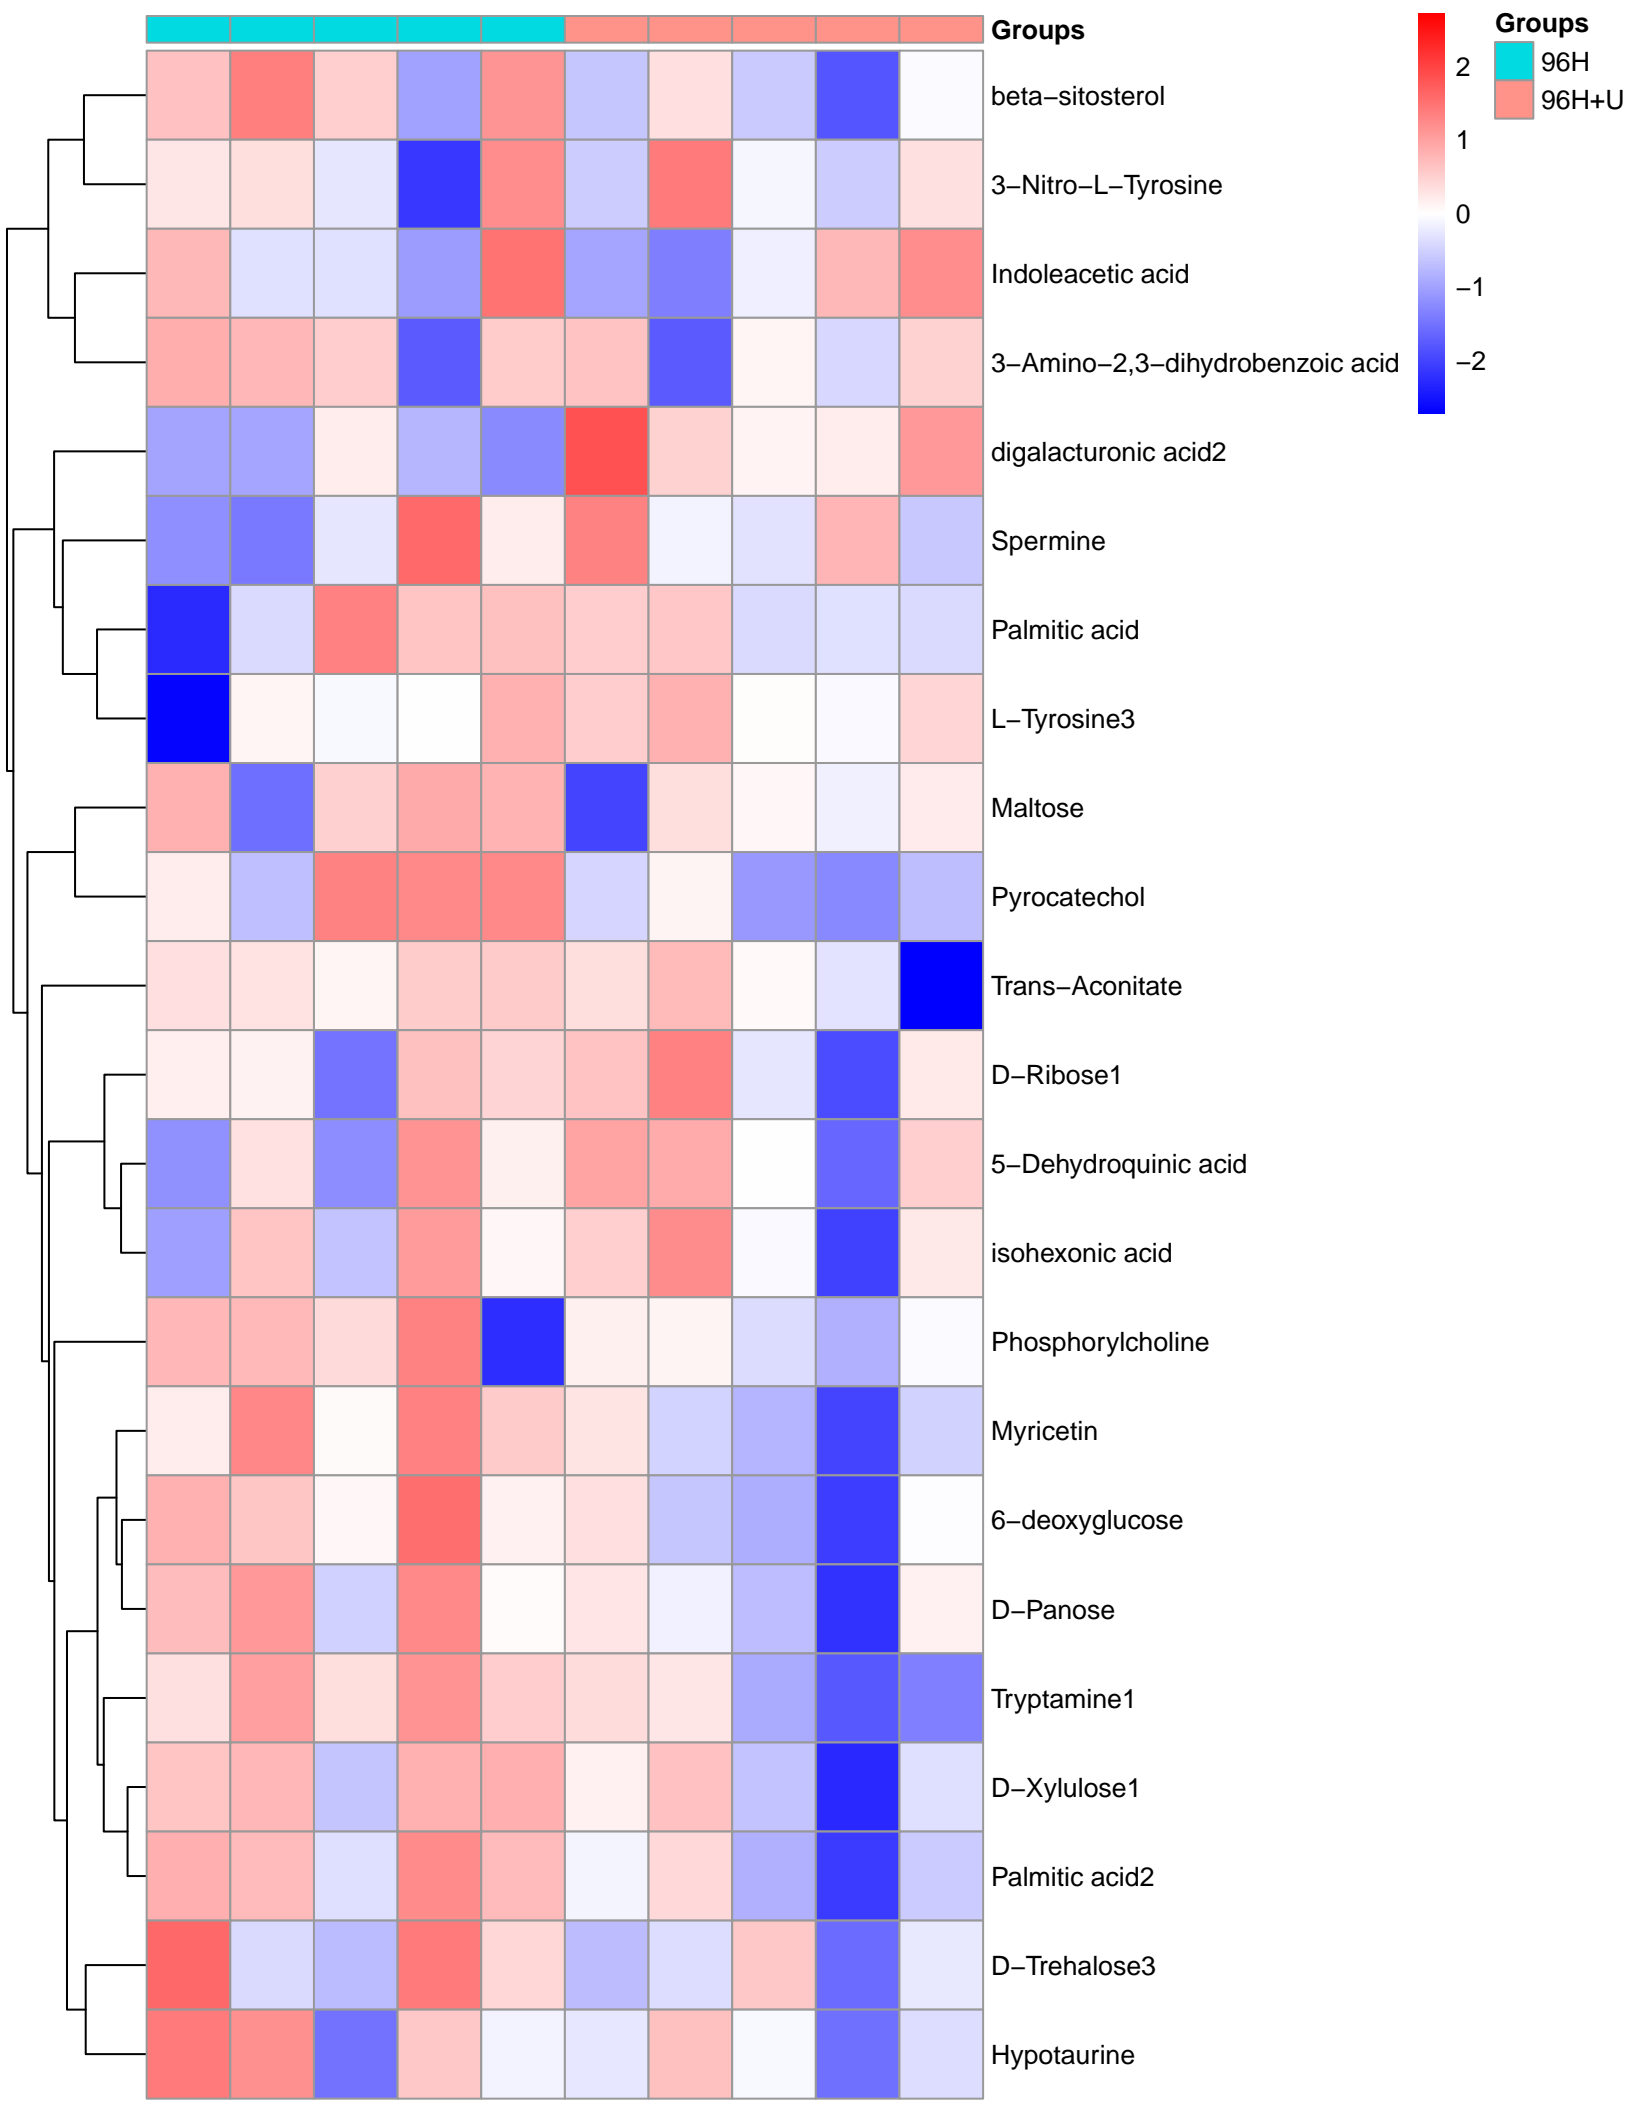 Groups
beta−sitosterol
3−Nitro−L−Tyrosine
Indoleacetic acid
3−Amino−2,3−dihydrobenzoic acid
digalacturonic acid2
Spermine
Palmitic acid
L−Tyrosine3
Maltose
Pyrocatechol
Trans−Aconitate
D−Ribose1
5−Dehydroquinic acid
isohexonic acid
Phosphorylcholine
Myricetin
6−deoxyglucose
D−Panose
Tryptamine1
D−Xylulose1
Palmitic acid2
D−Trehalose3
Hypotaurine
2
1
0
−1
−2
Groups
96H
96H+U